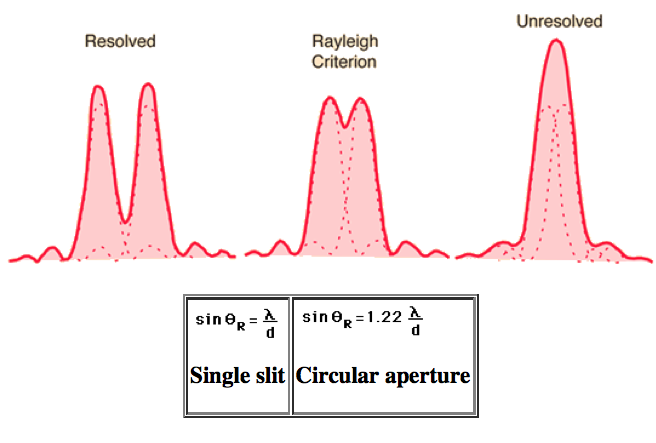 Resolved
Rayleigh
Criterion
Unresolved
sin θR = λ/d
Single slit
sin θR = 1.22 λ/d
Circular aperture